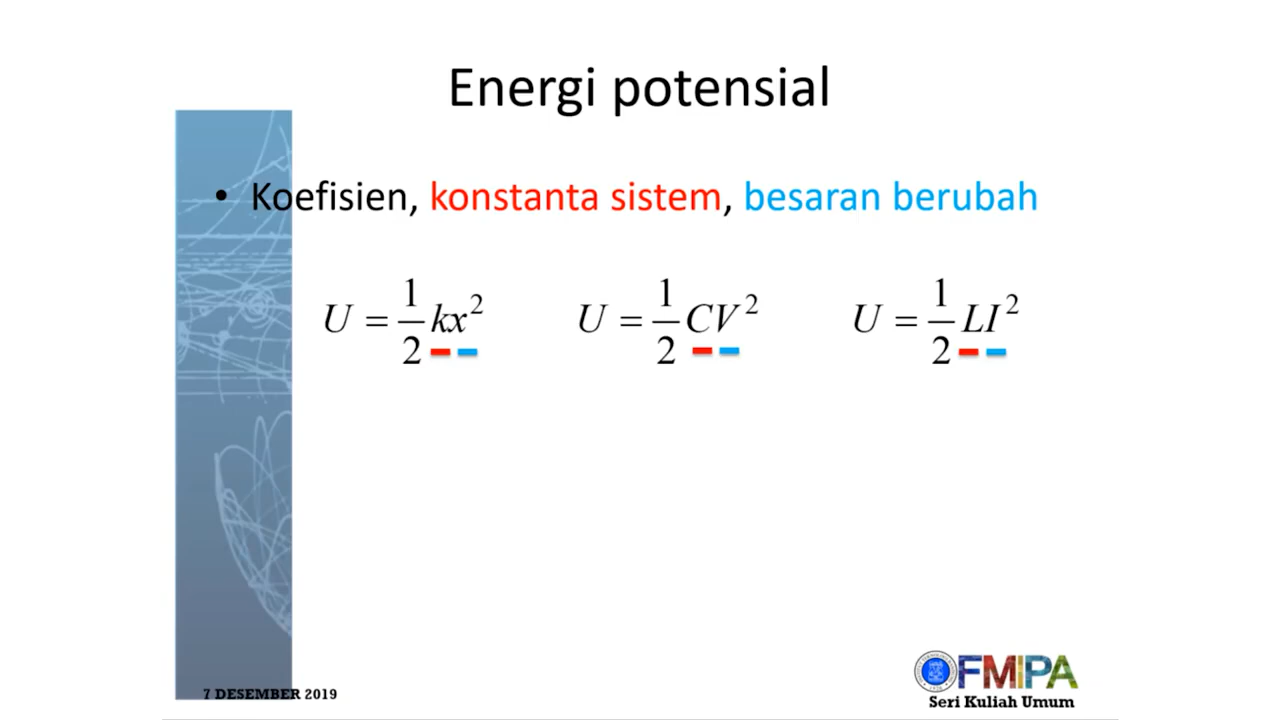 Energi potensial
• Koefisien, konstanta sistem, besaran berubah
U = 1/2 kx² U = 1/2 CV² U = 1/2 LI²
FMIPA
7 DESEMBER 2019
Seri Kuliah Umum